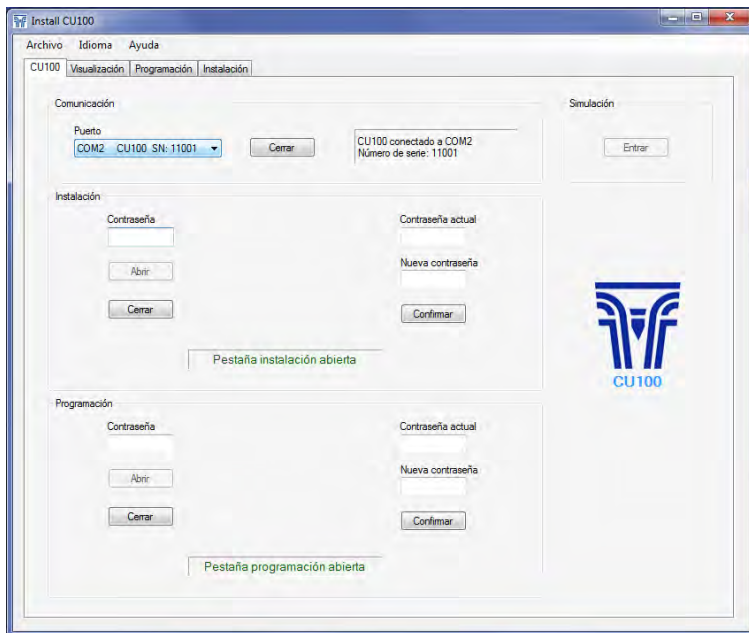 Install CU100
Archivo Idioma Ayuda
CU100 Visualización Programación Instalación
Comunicación
Puerto
COM2 CU100 SN: 11001
Cerrar
CU100 conectado a COM2
Número de serie: 11001
Simulación
Entrar
Instalación
Contraseña
Abrir
Cerrar
Contraseña actual
Nueva contraseña
Confirmar
Pestaña instalación abierta
CU100
Programación
Contraseña
Abrir
Cerrar
Contraseña actual
Nueva contraseña
Confirmar
Pestaña programación abierta